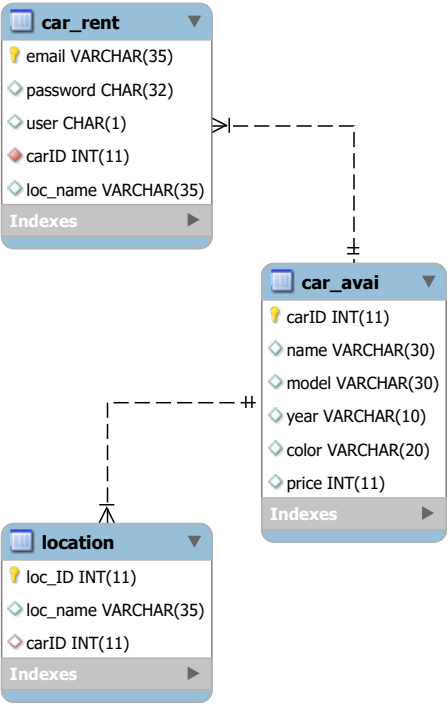 car_rent
email VARCHAR(35)
password CHAR(32)
user CHAR(1)
carID INT(11)
loc_name VARCHAR(35)
Indexes
car_avai
carID INT(11)
name VARCHAR(30)
model VARCHAR(30)
year VARCHAR(10)
color VARCHAR(20)
price INT(11)
Indexes
location
loc_ID INT(11)
loc_name VARCHAR(35)
carID INT(11)
Indexes